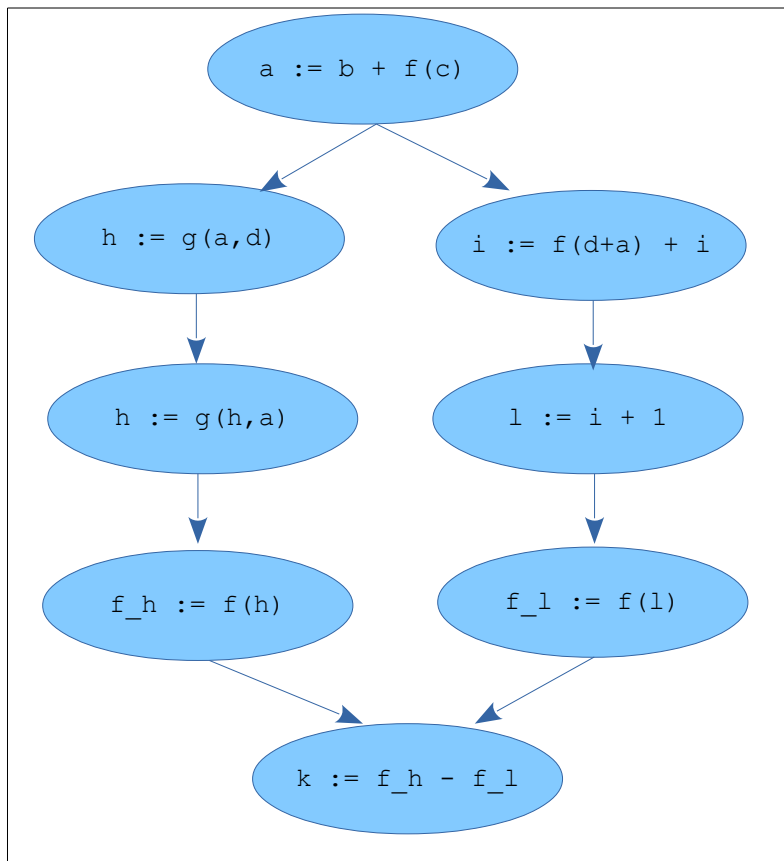 a := b + f(c)
h := g(a,d)
i := f(d+a) + i
h := g(h,a)
l := i + 1
f_h := f(h)
f_l := f(l)
k := f_h - f_l